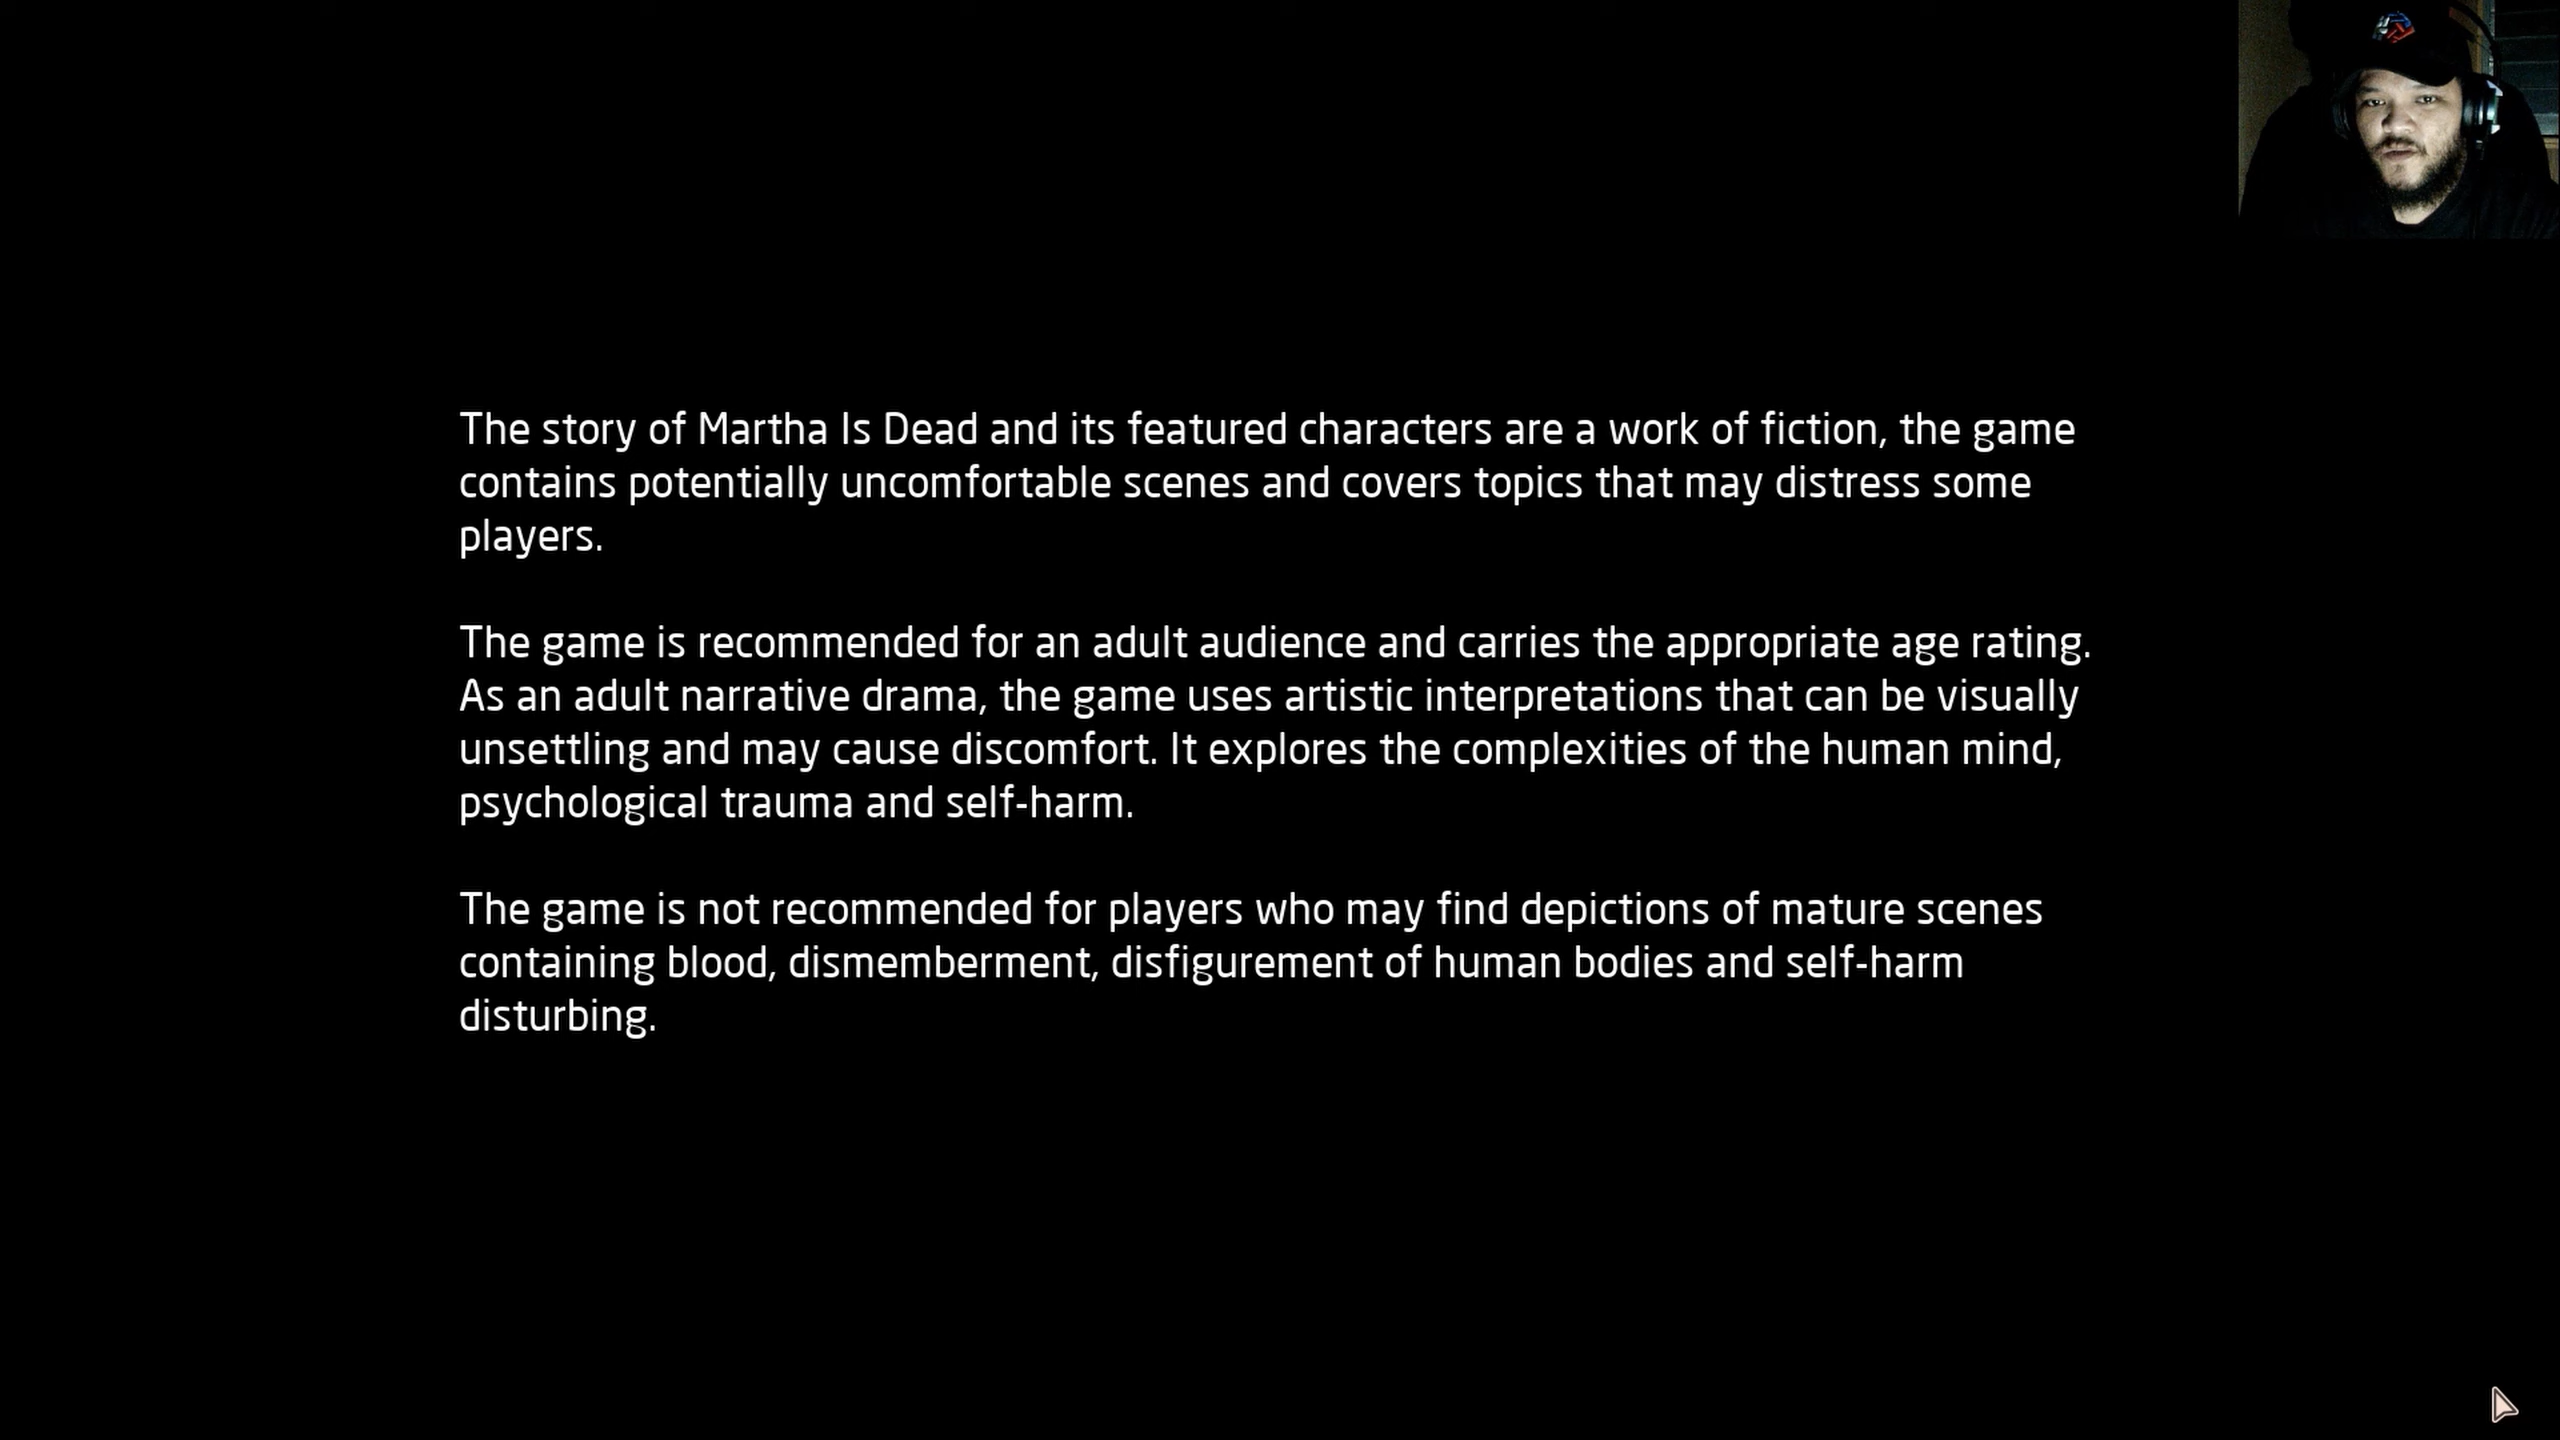 The story of Martha Is Dead and its featured characters are a work of fiction, the game
contains potentially uncomfortable scenes and covers topics that may distress some
players.
The game is recommended for an adult audience and carries the appropriate age rating.
As an adult narrative drama, the game uses artistic interpretations that can be visually
unsettling and may cause discomfort. It explores the complexities of the human mind,
psychological trauma and self-harm.
The game is not recommended for players who may find depictions of mature scenes
containing blood, dismemberment, disfigurement of human bodies and self-harm
disturbing.